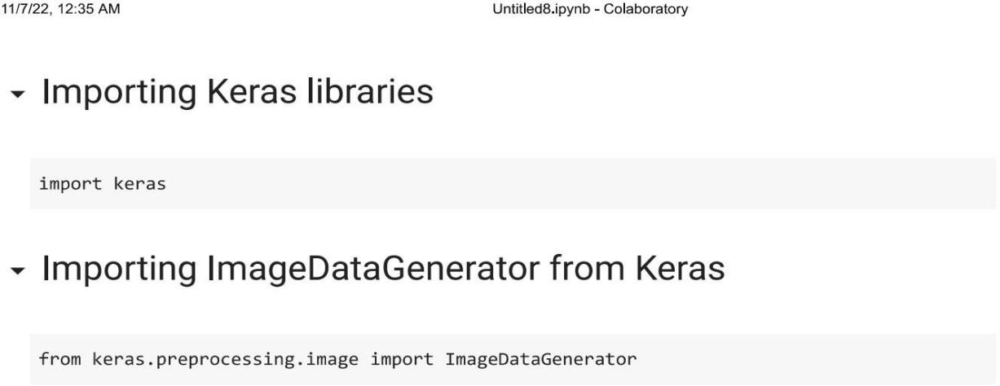 11/7/22, 12:35 AM Untitled8.ipynb - Colaboratory
Importing Keras libraries
import keras
Importing ImageDataGenerator from Keras
from keras.preprocessing.image import ImageDataGenerator